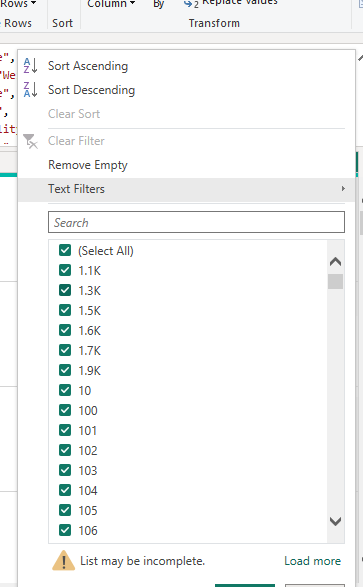 Rows
Column
By
Replace Values
Rows
Sort
Transform
e",
"We
e",
",
lit
Sort Ascending
Sort Descending
Clear Sort
Clear Filter
Remove Empty
Text Filters
Search
(Select All)
1.1K
1.3K
1.5K
1.6K
1.7K
1.9K
10
100
101
102
103
104
105
106
List may be incomplete.
Load more